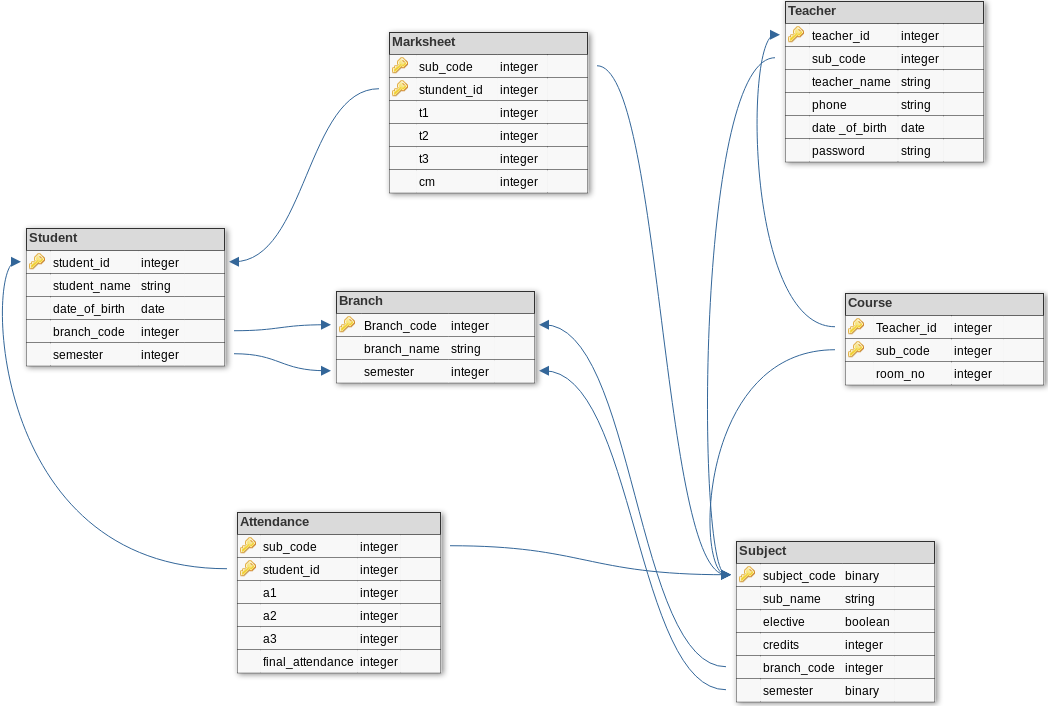 Teacher
teacher_id integer
sub_code integer
teacher_name string
phone string
date _of_birth date
password string
Marksheet
sub_code integer
stundent_id integer
t1 integer
t2 integer
t3 integer
cm integer
Student
student_id integer
student_name string
date_of_birth date
branch_code integer
semester integer
Branch
Branch_code integer
branch_name string
semester integer
Course
Teacher_id integer
sub_code integer
room_no integer
Attendance
sub_code integer
student_id integer
a1 integer
a2 integer
a3 integer
final_attendance integer
Subject
subject_code binary
sub_name string
elective boolean
credits integer
branch_code integer
semester binary